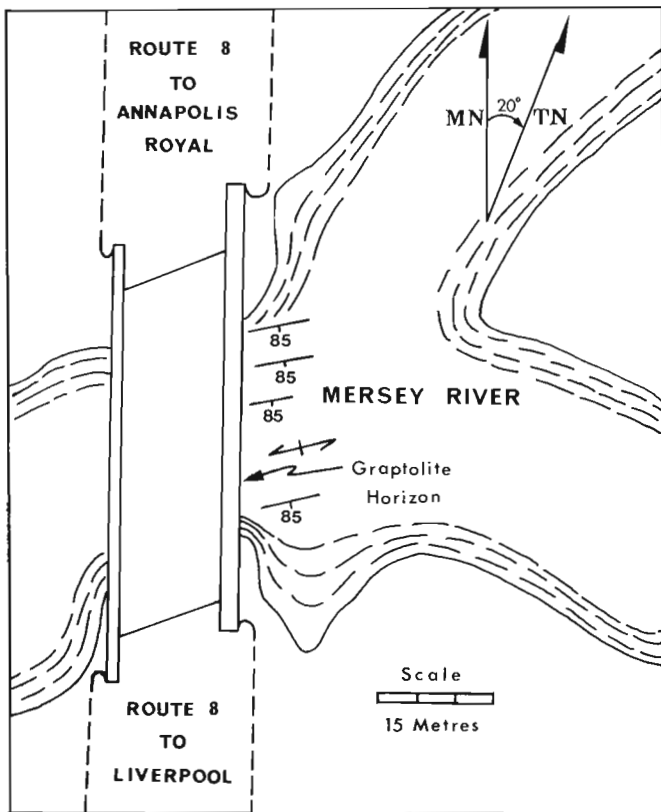 ROUTE 8
TO
ANNAPOLIS
ROYAL
MN 20° TN
85
85
85
MERSEY RIVER
Graptolite
Horizon
85
Scale
15 Metres
ROUTE 8
TO
LIVERPOOL